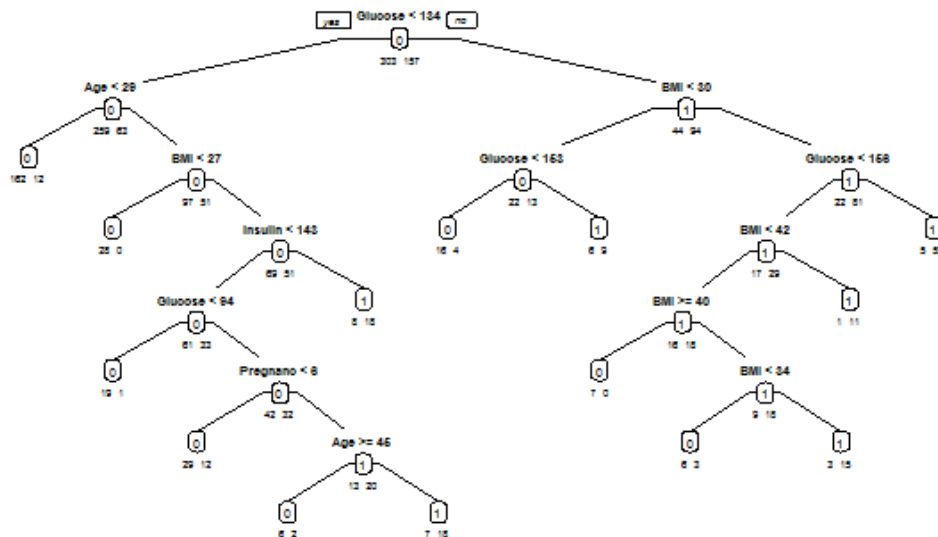 yes Glucose < 134 no
0
303 157
Age < 29 BMI < 30
0 1
259 63 44 94
0 BMI < 27 Glucose < 153 Glucose < 156
162 12 0 0 1
97 51 22 13 22 81
0 Insulin < 143 0 1 BMI < 42 1
28 0 0 16 4 6 9 1
69 51 17 29
Glucose < 94 1 BMI >= 40 1
0 8 18 1 1 11
61 33 16 18
0 Pregnanc < 6 0 BMI < 34
19 1 0 7 0 1
42 32 9 18
0 Age >= 45 0 1
29 12 1 6 3 3 15
13 20
0 1
6 2 7 18